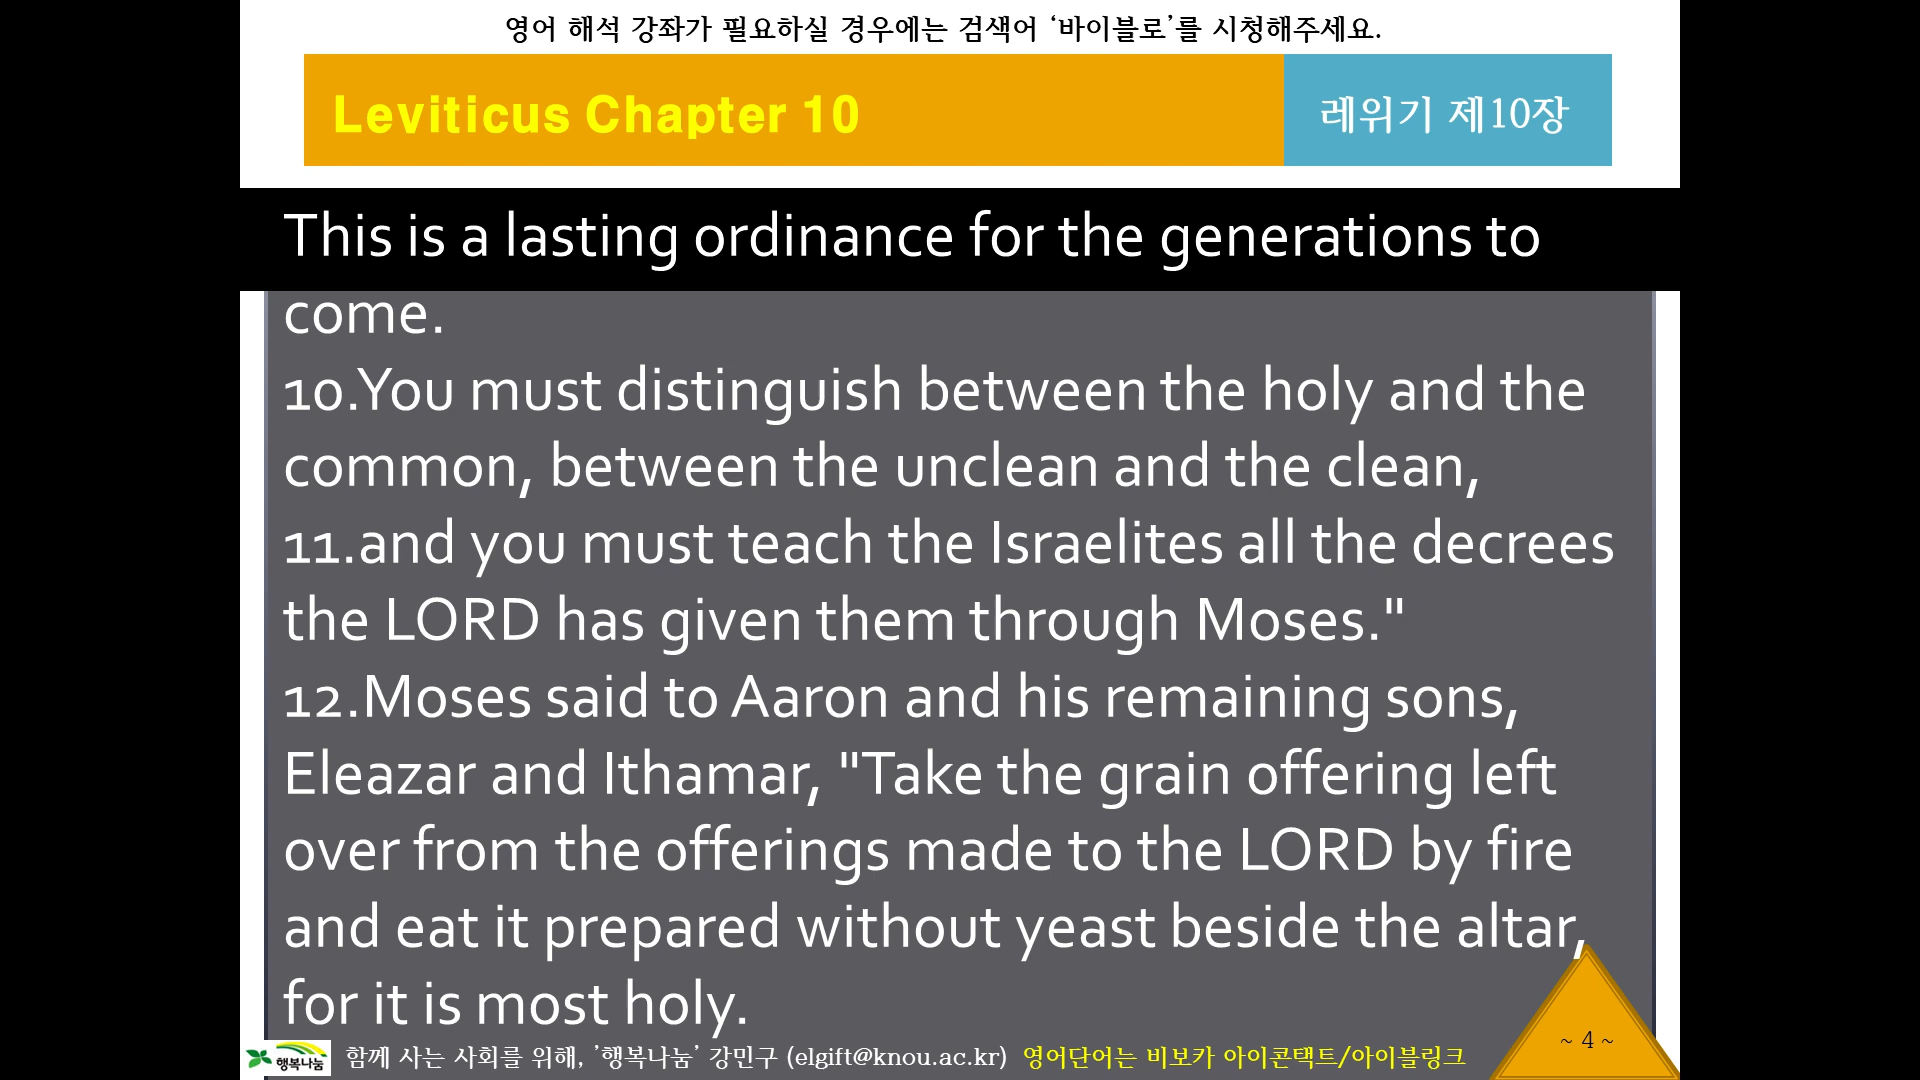 영어 해석 강좌가 필요하실 경우에는 검색어 ‘바이블로’를 시청해주세요.
Leviticus Chapter 10
레위기 제10장
This is a lasting ordinance for the generations to
come.
10.You must distinguish between the holy and the
common, between the unclean and the clean,
11.and you must teach the Israelites all the decrees
the LORD has given them through Moses."
12.Moses said to Aaron and his remaining sons,
Eleazar and Ithamar, "Take the grain offering left
over from the offerings made to the LORD by fire
and eat it prepared without yeast beside the altar,
for it is most holy.
~ 4 ~
행복나눔
함께 사는 사회를 위해, ’행복나눔’ 강민구 (elgift@knou.ac.kr) 영어단어는 비보카 아이콘택트/아이블링크